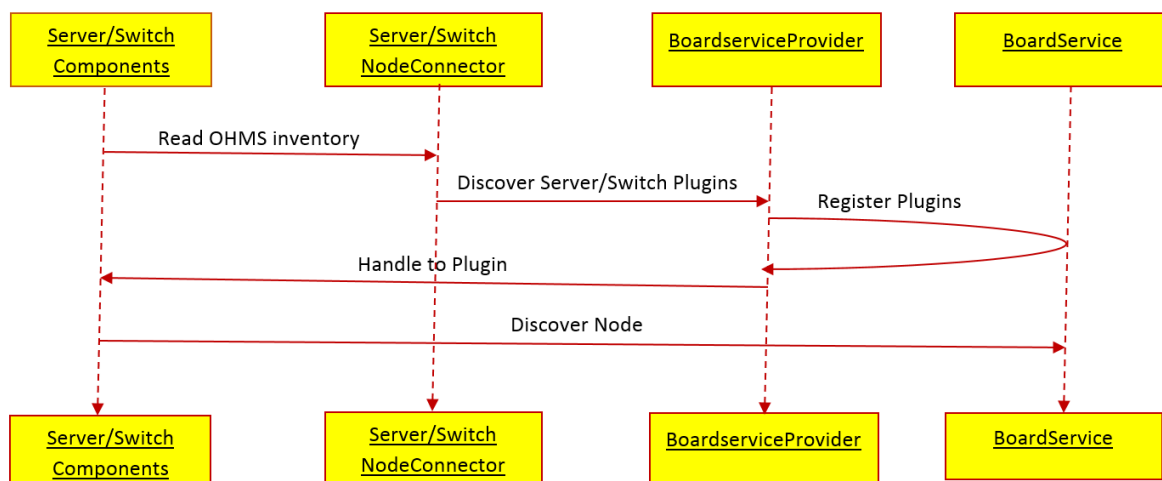 Server/Switch
Components
Server/Switch
NodeConnector
BoardserviceProvider
BoardService
Read OHMS inventory
Discover Server/Switch Plugins
Register Plugins
Handle to Plugin
Discover Node
Server/Switch
Components
Server/Switch
NodeConnector
BoardserviceProvider
BoardService